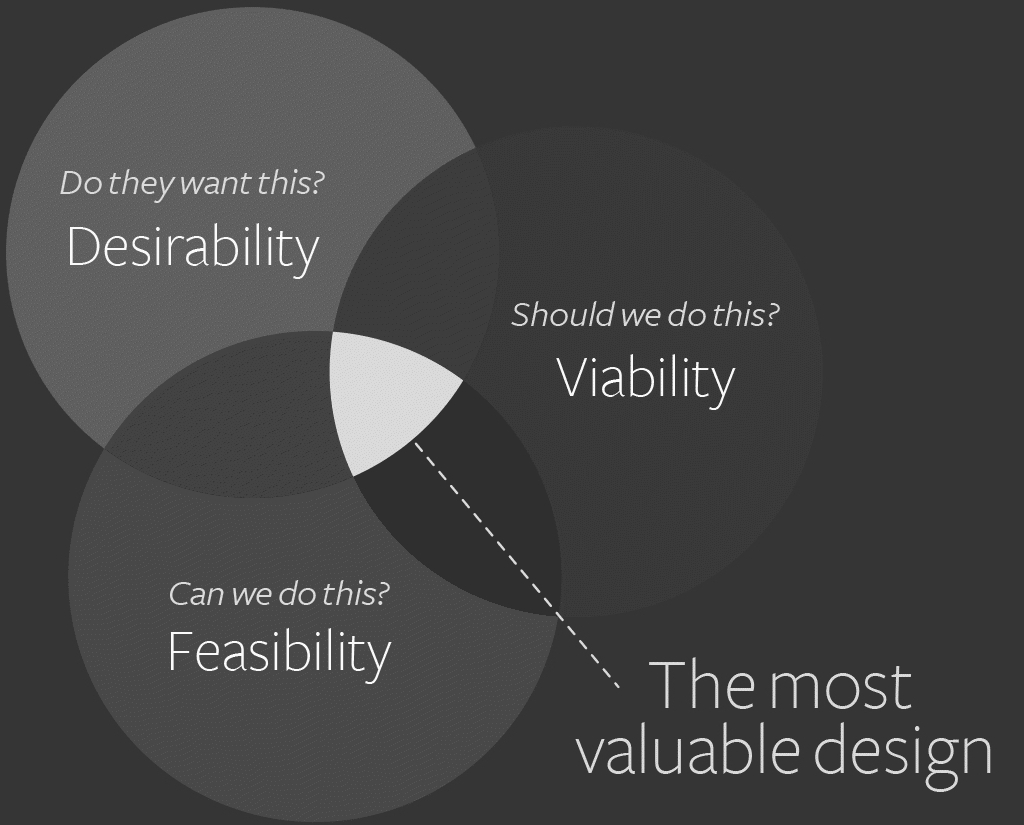 Do they want this?
Desirability
Should we do this?
Viability
Can we do this?
Feasibility
The most
valuable design